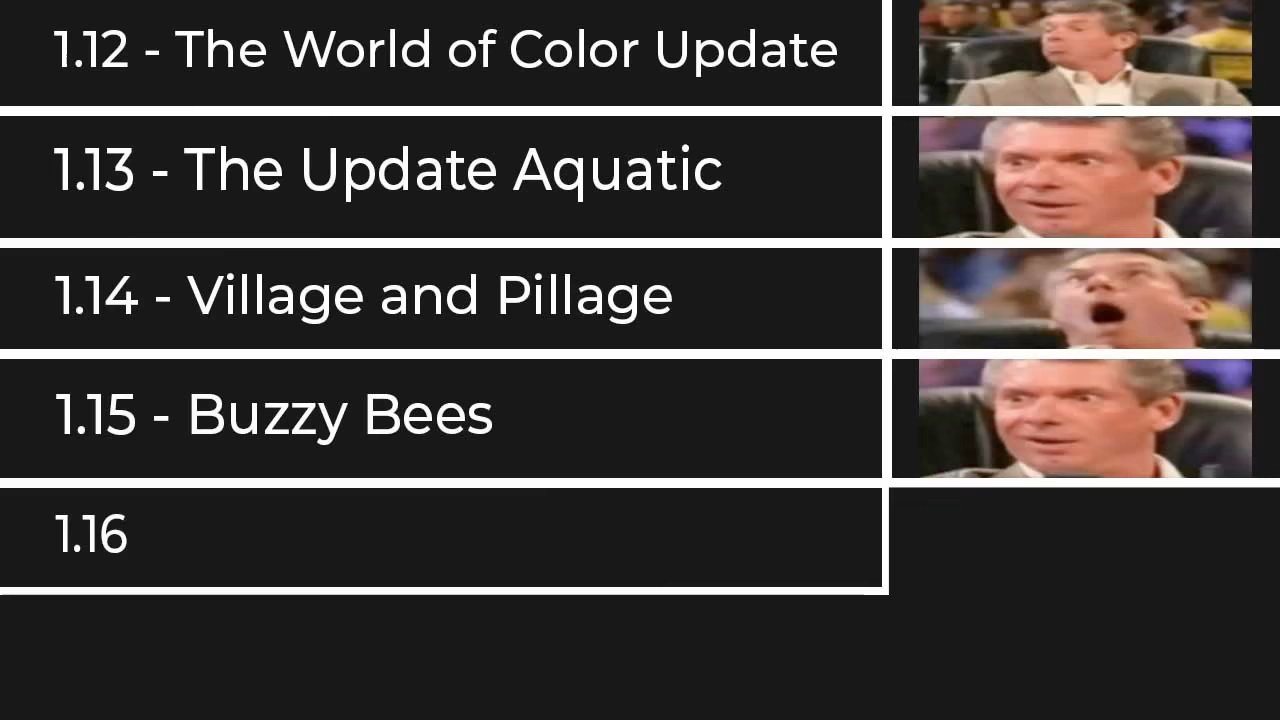 1.12 - The World of Color Update
1.13 - The Update Aquatic
1.14 - Village and Pillage
1.15 - Buzzy Bees
1.16